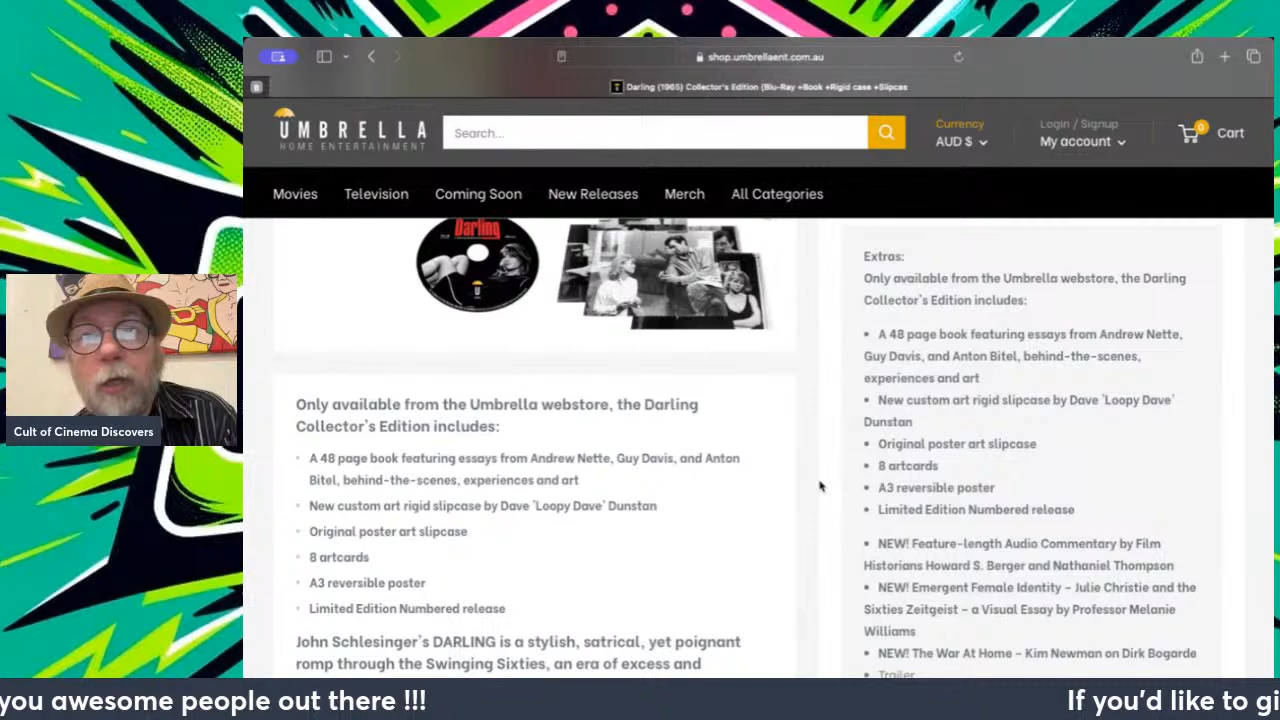 shop.umbrellaent.com.au
Darling (1965) Collector's Edition (Blu-Ray +Book +Rigid case +Slipcas
UMBRELLA
HOME ENTERTAINMENT
Search...
Currency
AUD $
Login / Signup
My account
0
Cart
Movies
Television
Coming Soon
New Releases
Merch
All Categories
Darling
Only available from the Umbrella webstore, the Darling
Collector's Edition includes:
A 48 page book featuring essays from Andrew Nette, Guy Davis, and Anton
Bitel, behind-the-scenes, experiences and art
New custom art rigid slipcase by Dave 'Loopy Dave' Dunstan
Original poster art slipcase
8 artcards
A3 reversible poster
Limited Edition Numbered release
John Schlesinger's DARLING is a stylish, satrical, yet poignant
romp through the Swinging Sixties, an era of excess and
Extras:
Only available from the Umbrella webstore, the Darling
Collector's Edition includes:
• A 48 page book featuring essays from Andrew Nette,
Guy Davis, and Anton Bitel, behind-the-scenes,
experiences and art
• New custom art rigid slipcase by Dave 'Loopy Dave'
Dunstan
• Original poster art slipcase
• 8 artcards
• A3 reversible poster
• Limited Edition Numbered release
• NEW! Feature-length Audio Commentary by Film
Historians Howard S. Berger and Nathaniel Thompson
• NEW! Emergent Female Identity – Julie Christie and the
Sixties Zeitgeist – a Visual Essay by Professor Melanie
Williams
• NEW! The War At Home – Kim Newman on Dirk Bogarde
• Trailer
Cult of Cinema Discovers
you awesome people out there !!!
If you'd like to gi